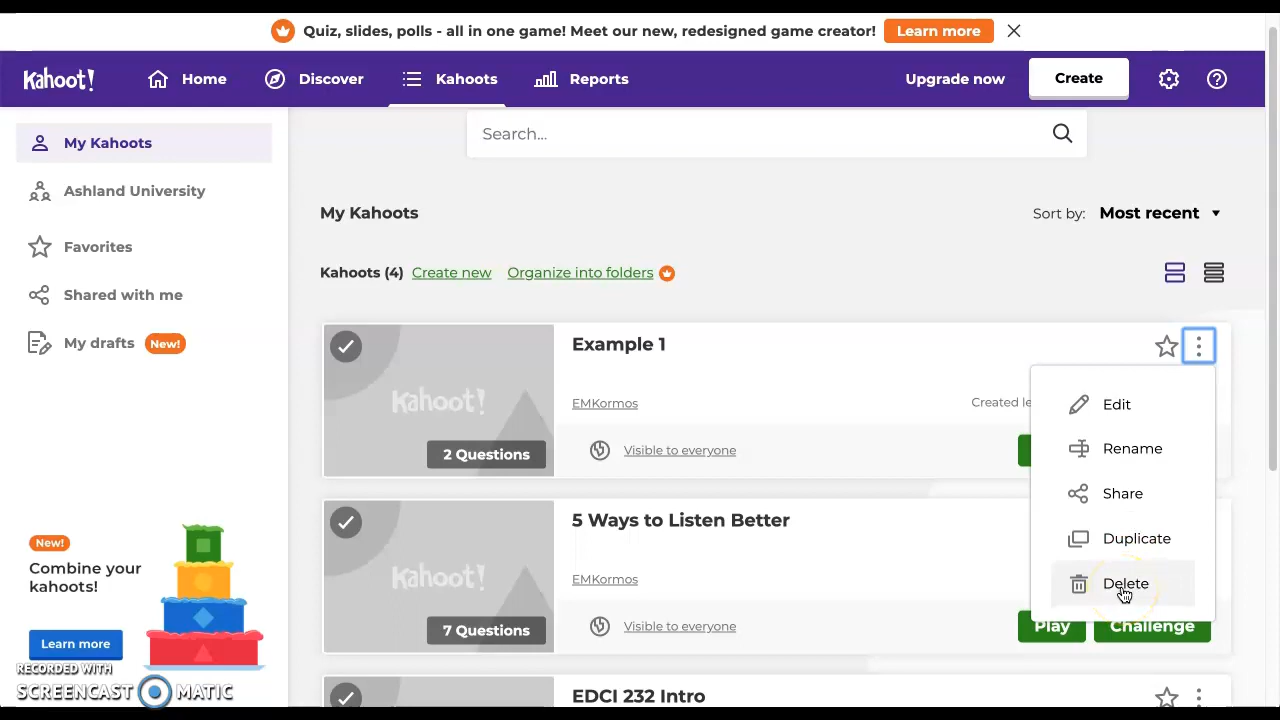 Quiz, slides, polls - all in one game! Meet our new, redesigned game creator! Learn more
Kahoot! Home Discover Kahoots Reports Upgrade now Create
My Kahoots
Ashland University
Favorites
Shared with me
My drafts New!
New!
Combine your
kahoots!
Learn more
RECORDED WITH
SCREENCAST MATIC
Search...
My Kahoots Sort by: Most recent
Kahoots (4) Create new Organize into folders
Kahoot!
2 Questions
Example 1
EMKormos Created
Visible to everyone
Edit
Rename
Share
Duplicate
Delete
Kahoot!
7 Questions
5 Ways to Listen Better
EMKormos
Visible to everyone Play Challenge
EDCI 232 Intro